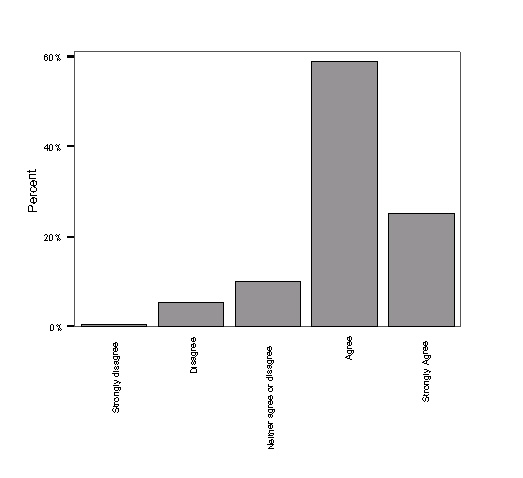 60%
40%
20%
0%
Percent
Strongly disagree
Disagree
Neither agree or disagree
Agree
Strongly Agree